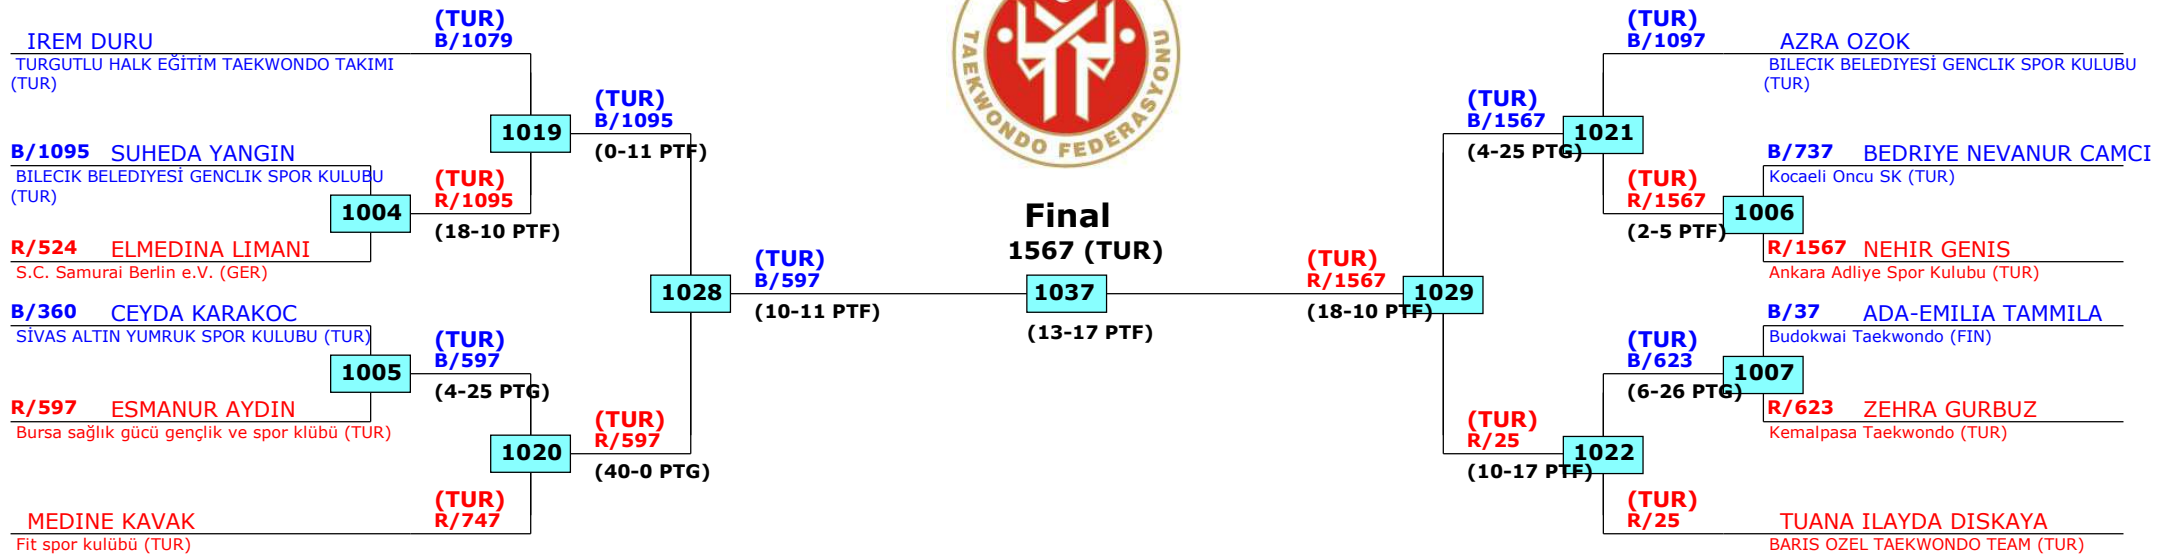 (TUR)
B/1079
IREM DURU
TURGUTLU HALK EĞİTİM TAEKWONDO TAKIMI
(TUR)
(TUR)
B/1095
1019
(0-11 PTF)
B/1095 SUHEDA YANGIN
BILECIK BELEDIYESİ GENCLIK SPOR KULUBU
(TUR)
(TUR)
R/1095
1004
(18-10 PTF)
R/524 ELMEDINA LIMANI
S.C. Samurai Berlin e.V. (GER)
(TUR)
B/597
1028
(10-11 PTF)
B/360 CEYDA KARAKOC
SİVAS ALTIN YUMRUK SPOR KULUBU (TUR)
(TUR)
B/597
1005
(4-25 PTG)
R/597 ESMANUR AYDIN
Bursa sağlık gücü gençlik ve spor klübü (TUR)
(TUR)
R/597
1020
(40-0 PTG)
(TUR)
R/747
MEDINE KAVAK
Fit spor kulübü (TUR)
TAEKWONDO FEDERASYONU
Final
1567 (TUR)
1037
(13-17 PTF)
(TUR)
B/1097
AZRA OZOK
BILECIK BELEDIYESİ GENCLIK SPOR KULUBU
(TUR)
(TUR)
B/1567
1021
(4-25 PTG)
B/737 BEDRIYE NEVANUR CAMCI
Kocaeli Oncu SK (TUR)
(TUR)
R/1567
1006
(2-5 PTF)
R/1567 NEHIR GENIS
Ankara Adliye Spor Kulubu (TUR)
(TUR)
R/1567
1029
(18-10 PTF)
B/37 ADA-EMILIA TAMMILA
Budokwai Taekwondo (FIN)
(TUR)
B/623
1007
(6-26 PTG)
R/623 ZEHRA GURBUZ
Kemalpasa Taekwondo (TUR)
(TUR)
R/25
1022
(10-17 PTF)
(TUR)
R/25
TUANA ILAYDA DISKAYA
BARIS OZEL TAEKWONDO TEAM (TUR)